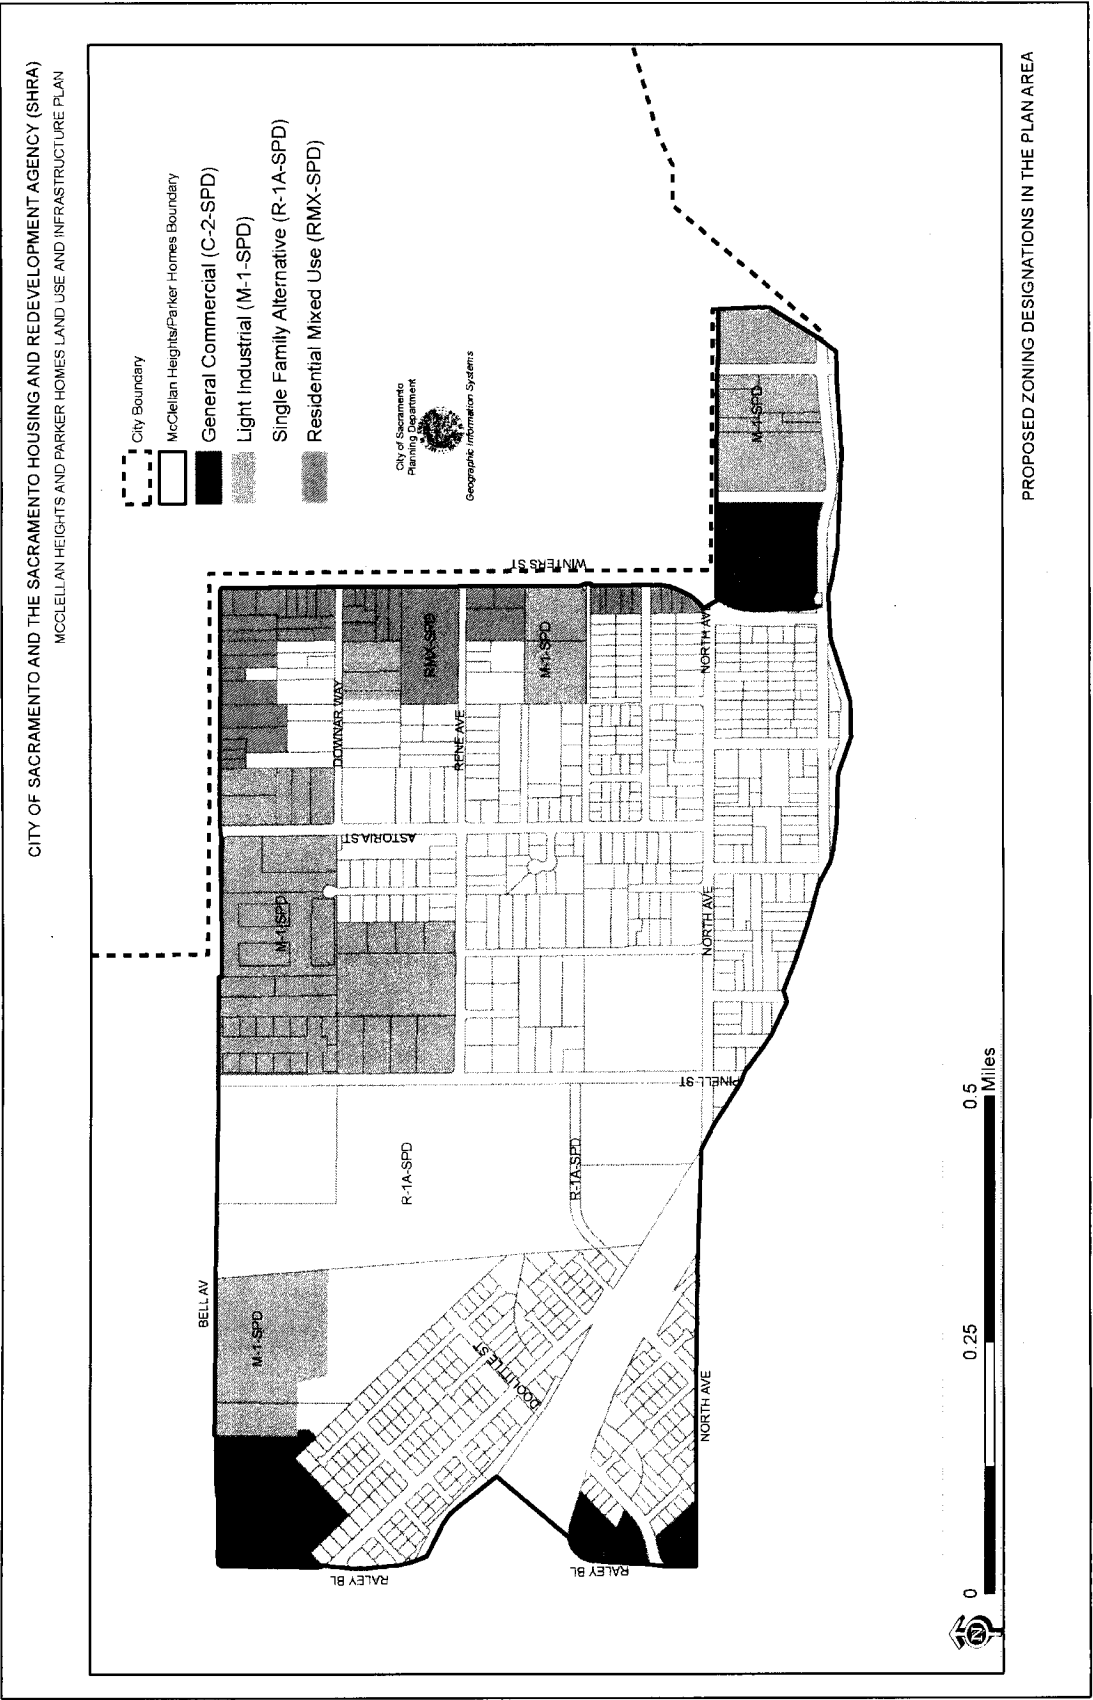 CITY OF SACRAMENTO AND THE SACRAMENTO HOUSING AND REDEVELOPMENT AGENCY (SHRA)
MCCLELLAN HEIGHTS AND PARKER HOMES LAND USE AND INFRASTRUCTURE PLAN
City Boundary
McClellan Heights/Parker Homes Boundary
General Commercial (C-2-SPD)
Light Industrial (M-1-SPD)
Single Family Alternative (R-1A-SPD)
Residential Mixed Use (RMX-SPD)
City of Sacramento
Planning Department
Geographic Information Systems
BELL AV
M-1-SPD
M-1-SPD
RALEY BL
DOWNAR WAY
ASTORIA ST
R-1A-SPD
RMX-SPD
RENE AVE
DOOLITTLE ST
WINTERS ST
M-1-SPD
R-1A-SPD
RALEY BL
NORTH AVE
NORTH AVE
NORTH AVE
PINELL ST
M-1-SPD
0
0.25
0.5
Miles
N
PROPOSED ZONING DESIGNATIONS IN THE PLAN AREA